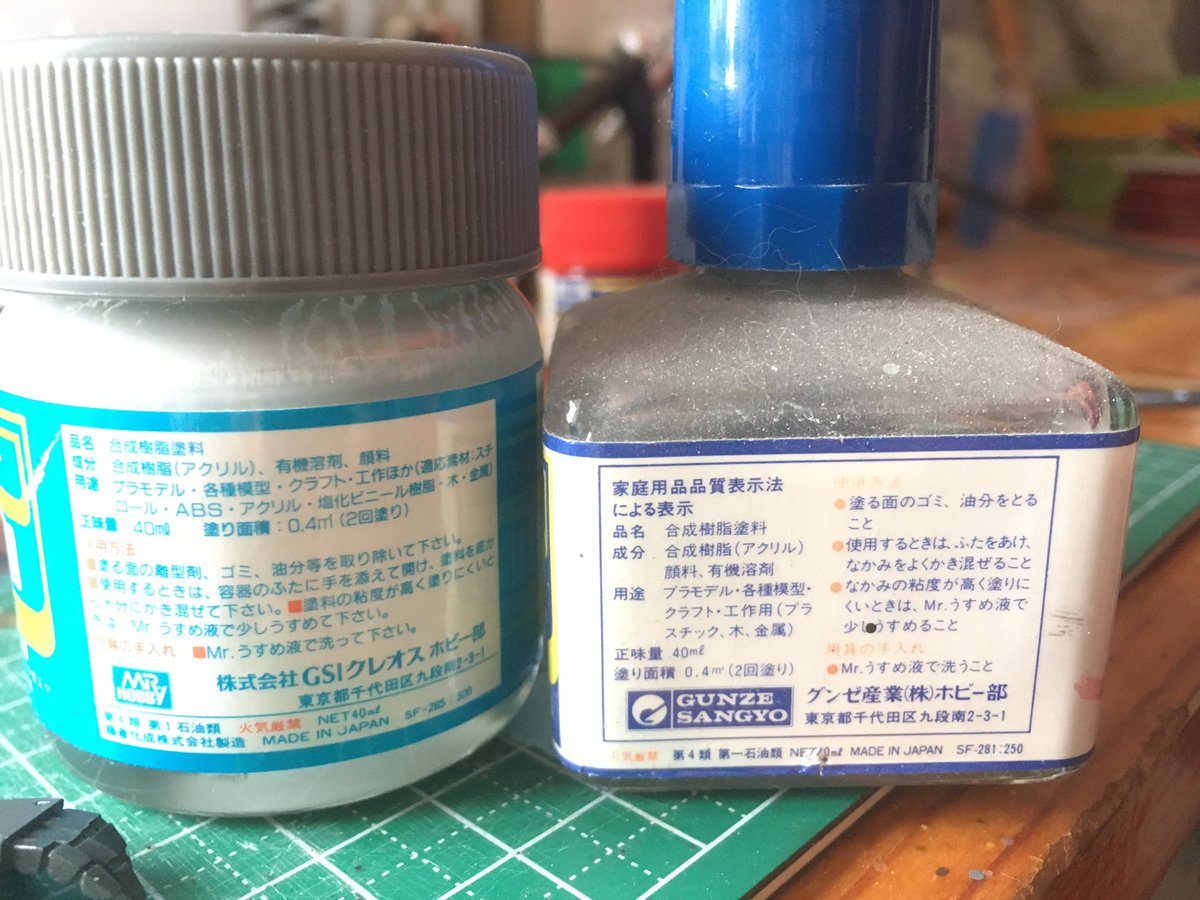 品名 合成樹脂塗料
成分 合成樹脂(アクリル)、有機溶剤、顔料
用途 プラモデル・各種模型・クラフト・工作ほか(適応素材:スチ
ロール・ABS・アクリル・塩化ビニール樹脂・木・金属)
正味量 40ml 塗り面積:0.4㎡(2回塗り)
使用方法
■塗る面の離型剤、ゴミ、油分等を取り除いて下さい。
■使用するときは、容器のふたに手を添えて開け、塗料を底か
ら十分にかき混ぜて下さい。■塗料の粘度が高く塗りにくいと
きは、Mr.うすめ液で少しうすめて下さい。
用具の手入れ ■Mr.うすめ液で洗って下さい。
MR. HOBBY
株式会社GSIクレオス ホビー部
東京都千代田区九段南2-3-1
第4類 第1石油類 火気厳禁 NET40ml SF-285 300
化成株式会社製造 MADE IN JAPAN
家庭用品品質表示法
による表示
品名 合成樹脂塗料
成分 合成樹脂(アクリル)
顔料、有機溶剤
用途 プラモデル・各種模型・
クラフト・工作用(プラ
スチック、木、金属)
正味量 40ml
塗り面積 0.4㎡(2回塗り)
使用方法
●塗る面のゴミ、油分をとる
こと
●使用するときは、ふたをあけ、
なかみをよくかき混ぜること
●なかみの粘度が高く塗りに
くいときは、Mr.うすめ液で
少しうすめること
用具の手入れ
●Mr.うすめ液で洗うこと
GUNZE
SANGYO
グンゼ産業(株)ホビー部
東京都千代田区九段南2-3-1
火気厳禁 第4類 第一石油類 NET40ml MADE IN JAPAN SF-281:250